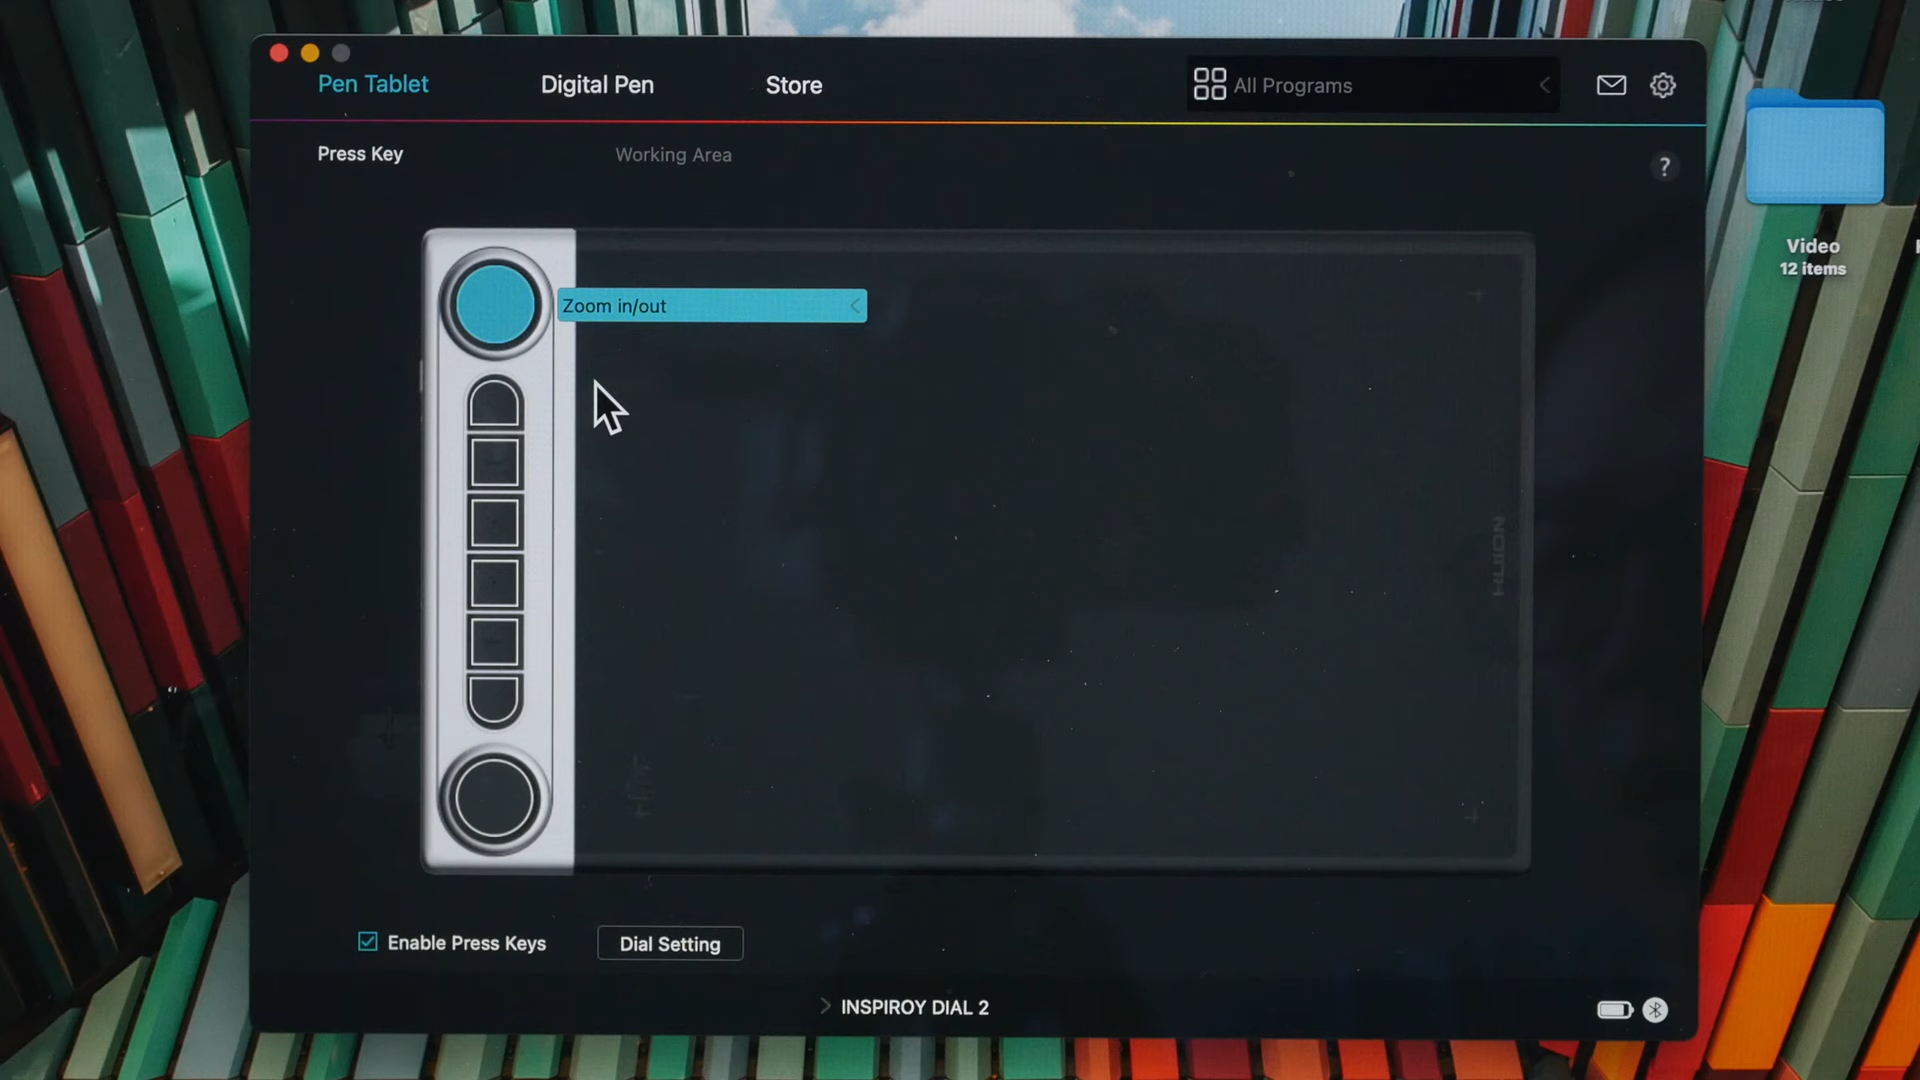 Pen Tablet
Digital Pen
Store
All Programs
Press Key
Working Area
?
Video
12 items
Zoom in/out
HUION
Enable Press Keys
Dial Setting
INSPIROY DIAL 2